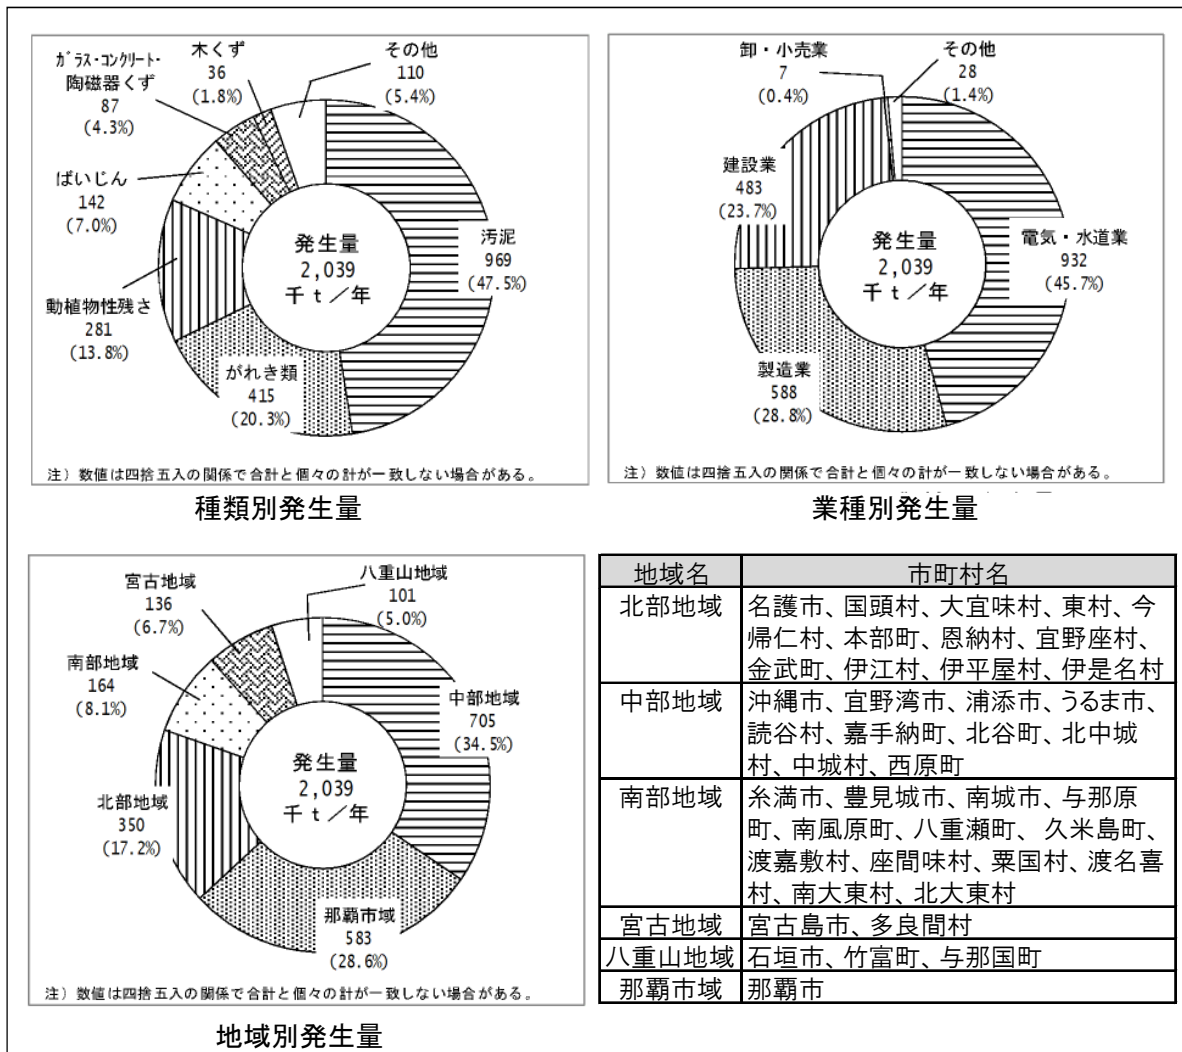 ガラス・コンクリート・
陶磁器くず
87
(4.3%)
木くず
36
(1.8%)
その他
110
(5.4%)
ばいじん
142
(7.0%)
動植物性残さ
281
(13.8%)
がれき類
415
(20.3%)
汚泥
969
(47.5%)
発生量
2,039
千t/年
注）数値は四捨五入の関係で合計と個々の計が一致しない場合がある。
種類別発生量
卸・小売業
7
(0.4%)
その他
28
(1.4%)
建設業
483
(23.7%)
発生量
2,039
千t/年
電気・水道業
932
(45.7%)
製造業
588
(28.8%)
注）数値は四捨五入の関係で合計と個々の計が一致しない場合がある。
業種別発生量
宮古地域
136
(6.7%)
八重山地域
101
(5.0%)
南部地域
164
(8.1%)
中部地域
705
(34.5%)
発生量
2,039
千t/年
北部地域
350
(17.2%)
那覇市域
583
(28.6%)
注）数値は四捨五入の関係で合計と個々の計が一致しない場合がある。
地域別発生量
地域名 市町村名
北部地域 名護市、国頭村、大宜味村、東村、今
帰仁村、本部町、恩納村、宜野座村、
金武町、伊江村、伊平屋村、伊是名村
中部地域 沖縄市、宜野湾市、浦添市、うるま市、
読谷村、嘉手納町、北谷町、北中城
村、中城村、西原町
南部地域 糸満市、豊見城市、南城市、与那原
町、南風原町、八重瀬町、久米島町、
渡嘉敷村、座間味村、粟国村、渡名喜
村、南大東村、北大東村
宮古地域 宮古島市、多良間村
八重山地域 石垣市、竹富町、与那国町
那覇市域 那覇市